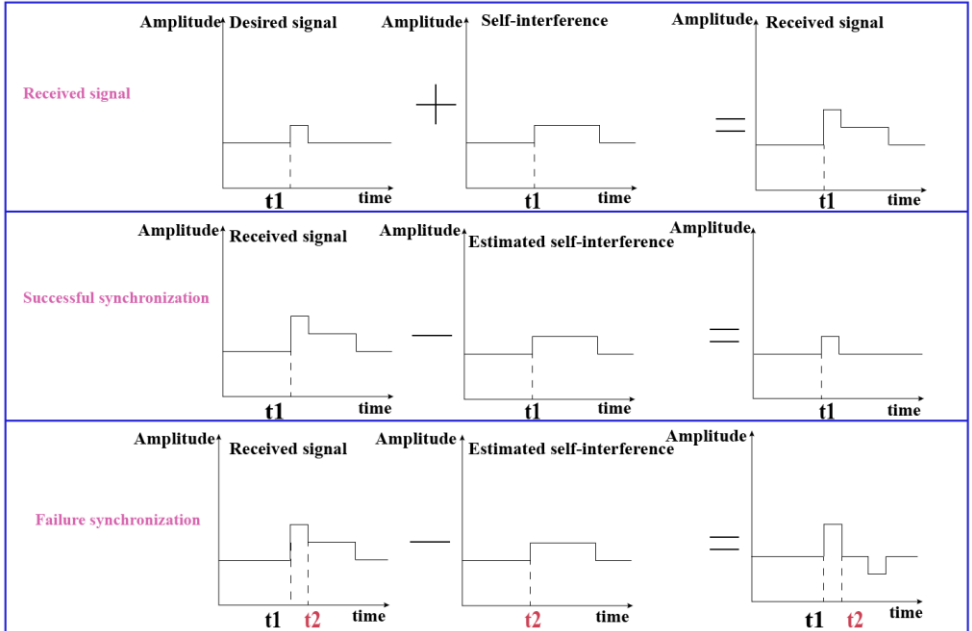 Amplitude Desired signal Amplitude Self-interference Amplitude Received signal
Received signal
+ =
t1 time t1 time t1 time
Amplitude Received signal Amplitude Estimated self-interference Amplitude
Successful synchronization
— =
t1 time t1 time t1 time
Amplitude Received signal Amplitude Estimated self-interference Amplitude
Failure synchronization
— =
t1 t2 time t2 time t1 t2 time